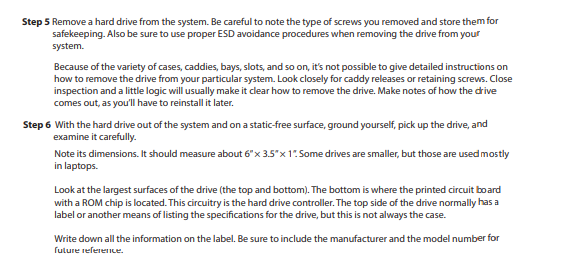 Step 5 Remove a hard drive from the system. Be careful to note the type of screws you removed and store them for
safekeeping. Also be sure to use proper ESD avoidance procedures when removing the drive from your
system.
Because of the variety of cases, caddies, bays, slots, and so on, it's not possible to give detailed instructions on
how to remove the drive from your particular system. Look closely for caddy releases or retaining screws. Close
inspection and a little logic will usually make it clear how to remove the drive. Make notes of how the drive
comes out, as you'll have to reinstall it later.
Step 6 With the hard drive out of the system and on a static-free surface, ground yourself, pick up the drive, and
examine it carefully.
Note its dimensions. It should measure about 6" × 3.5" × 1". Some drives are smaller, but those are used mostly
in laptops.
Look at the largest surfaces of the drive (the top and bottom). The bottom is where the printed circuit board
with a ROM chip is located. This circuitry is the hard drive controller. The top side of the drive normally has a
label or another means of listing the specifications for the drive, but this is not always the case.
Write down all the information on the label. Be sure to include the manufacturer and the model number for
future reference.